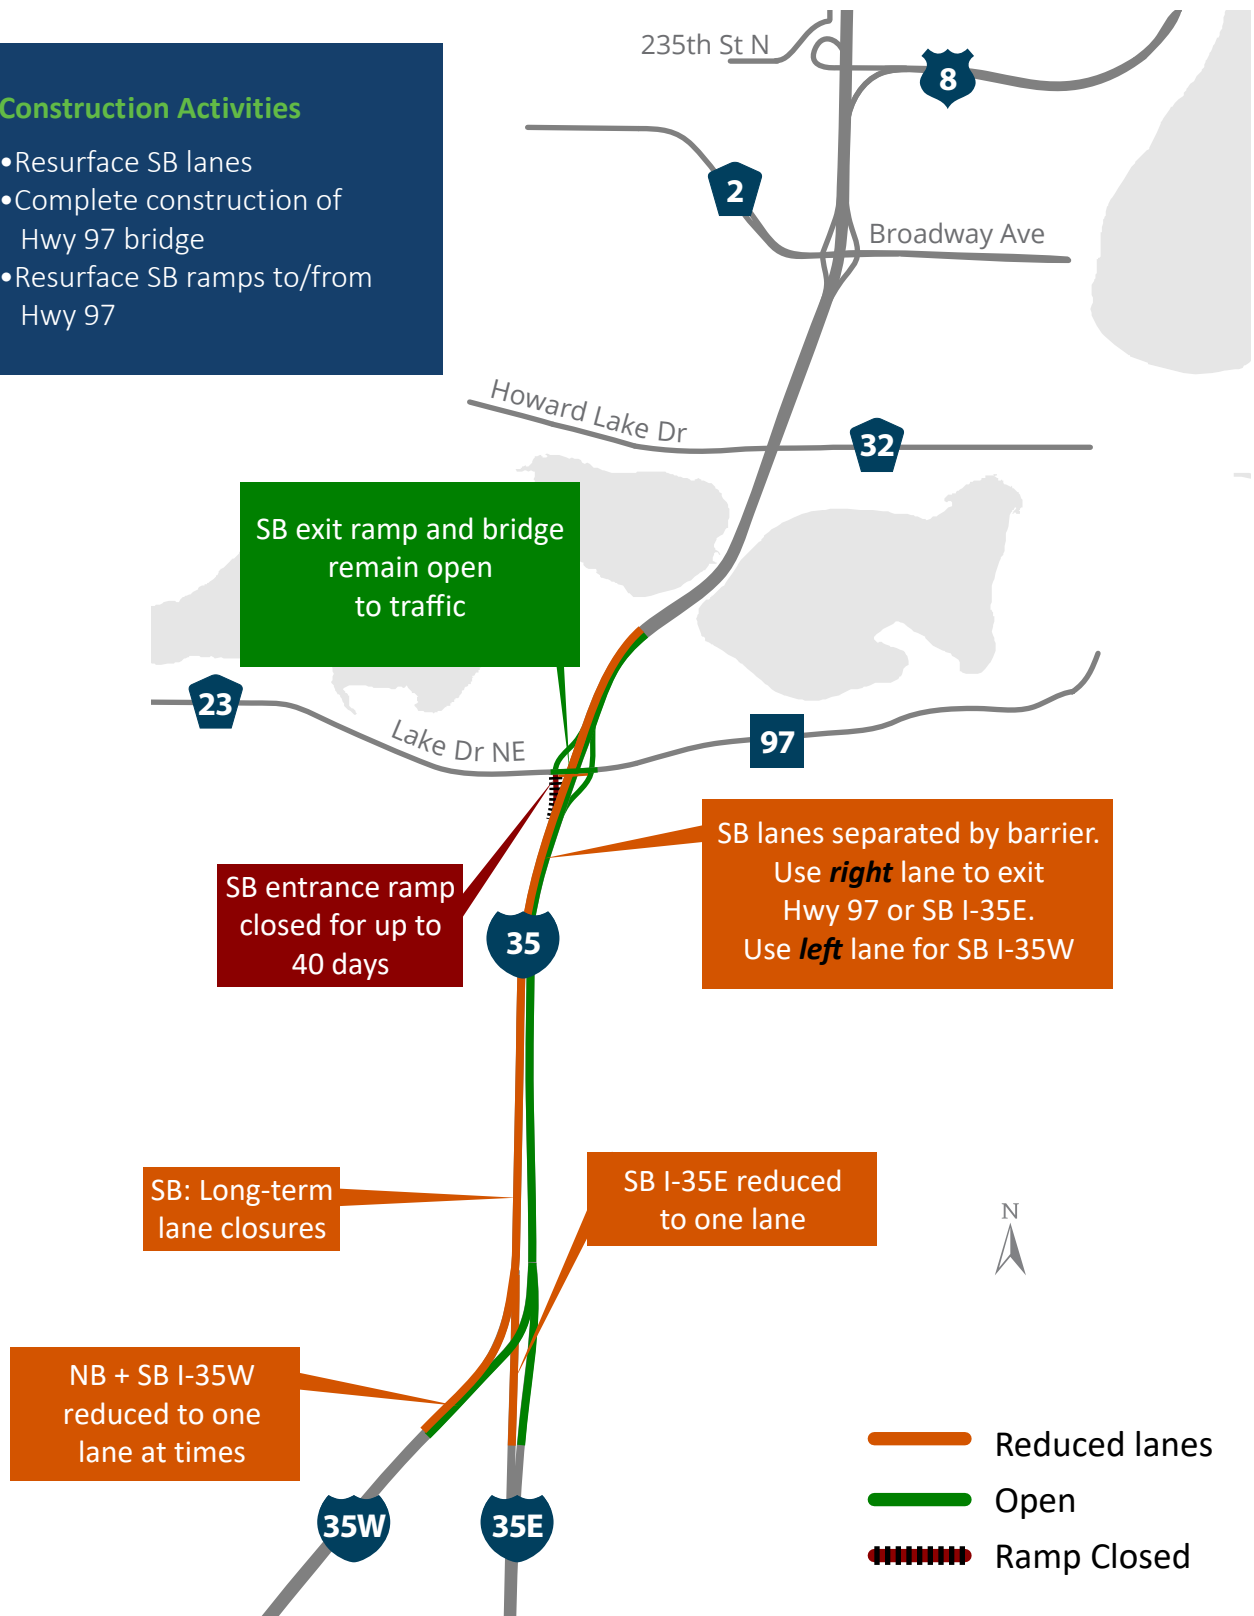 235th St N
8
Construction Activities
•Resurface SB lanes
•Complete construction of
Hwy 97 bridge
•Resurface SB ramps to/from
Hwy 97
2
Broadway Ave
Howard Lake Dr
32
SB exit ramp and bridge
remain open
to traffic
23
Lake Dr NE
97
SB lanes separated by barrier.
Use right lane to exit
Hwy 97 or SB I-35E.
Use left lane for SB I-35W
SB entrance ramp
closed for up to
40 days
35
SB: Long-term
lane closures
SB I-35E reduced
to one lane
N
NB + SB I-35W
reduced to one
lane at times
Reduced lanes
Open
Ramp Closed
35W
35E